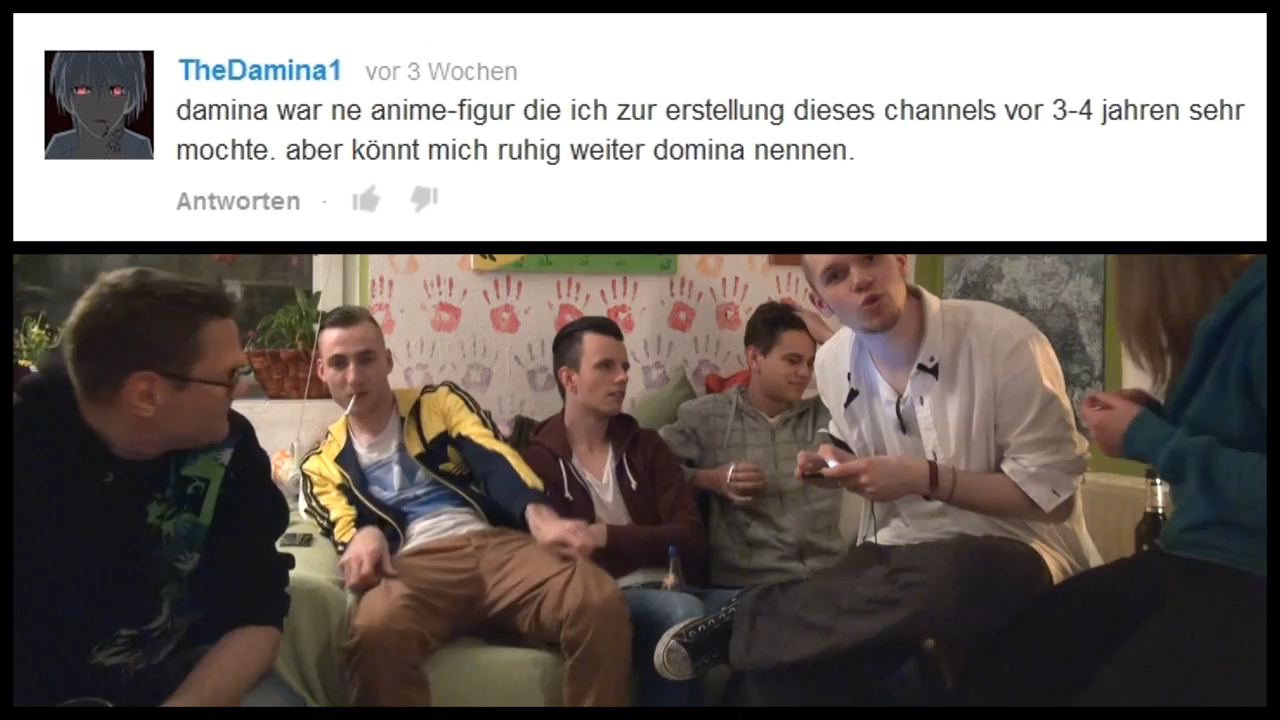 TheDamina1 vor 3 Wochen
damina war ne anime-figur die ich zur erstellung dieses channels vor 3-4 jahren sehr
mochte. aber könnt mich ruhig weiter domina nennen.
Antworten ·